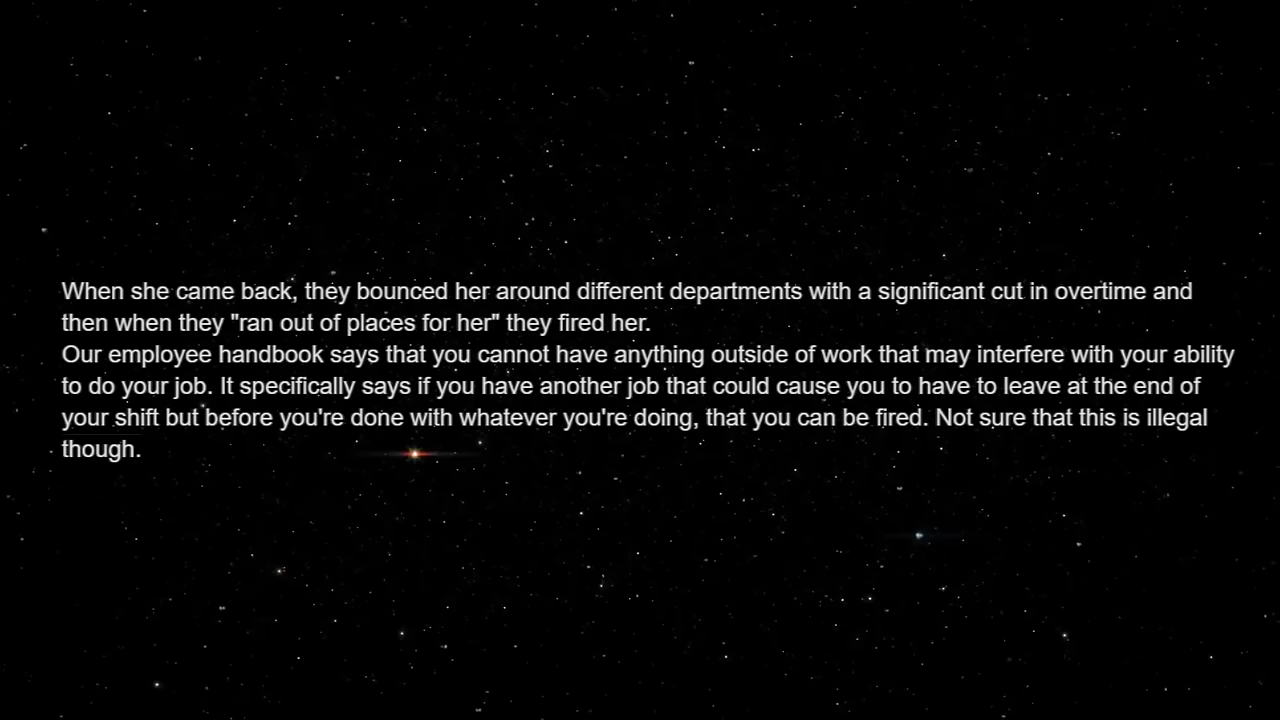 When she came back, they bounced her around different departments with a significant cut in overtime and
then when they "ran out of places for her" they fired her.
Our employee handbook says that you cannot have anything outside of work that may interfere with your ability
to do your job. It specifically says if you have another job that could cause you to have to leave at the end of
your shift but before you're done with whatever you're doing, that you can be fired. Not sure that this is illegal
though.